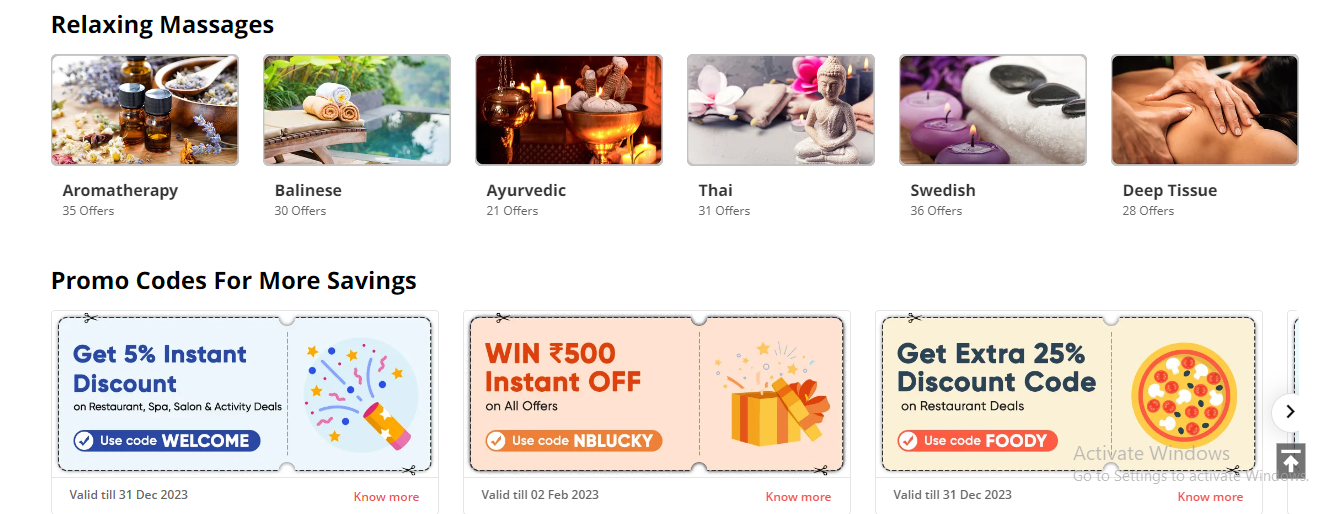 Relaxing Massages
Aromatherapy
35 Offers
Balinese
30 Offers
Ayurvedic
21 Offers
Thai
31 Offers
Swedish
36 Offers
Deep Tissue
28 Offers
Promo Codes For More Savings
Get 5% Instant
Discount
on Restaurant, Spa, Salon & Activity Deals
Use code WELCOME
Valid till 31 Dec 2023
Know more
WIN ₹500
Instant OFF
on All Offers
Use code NBLUCKY
Valid till 02 Feb 2023
Know more
Get Extra 25%
Discount Code
on Restaurant Deals
Use code FOODY
Valid till 31 Dec 2023
Know more
Activate Windows
Go to Settings to activate Windows.